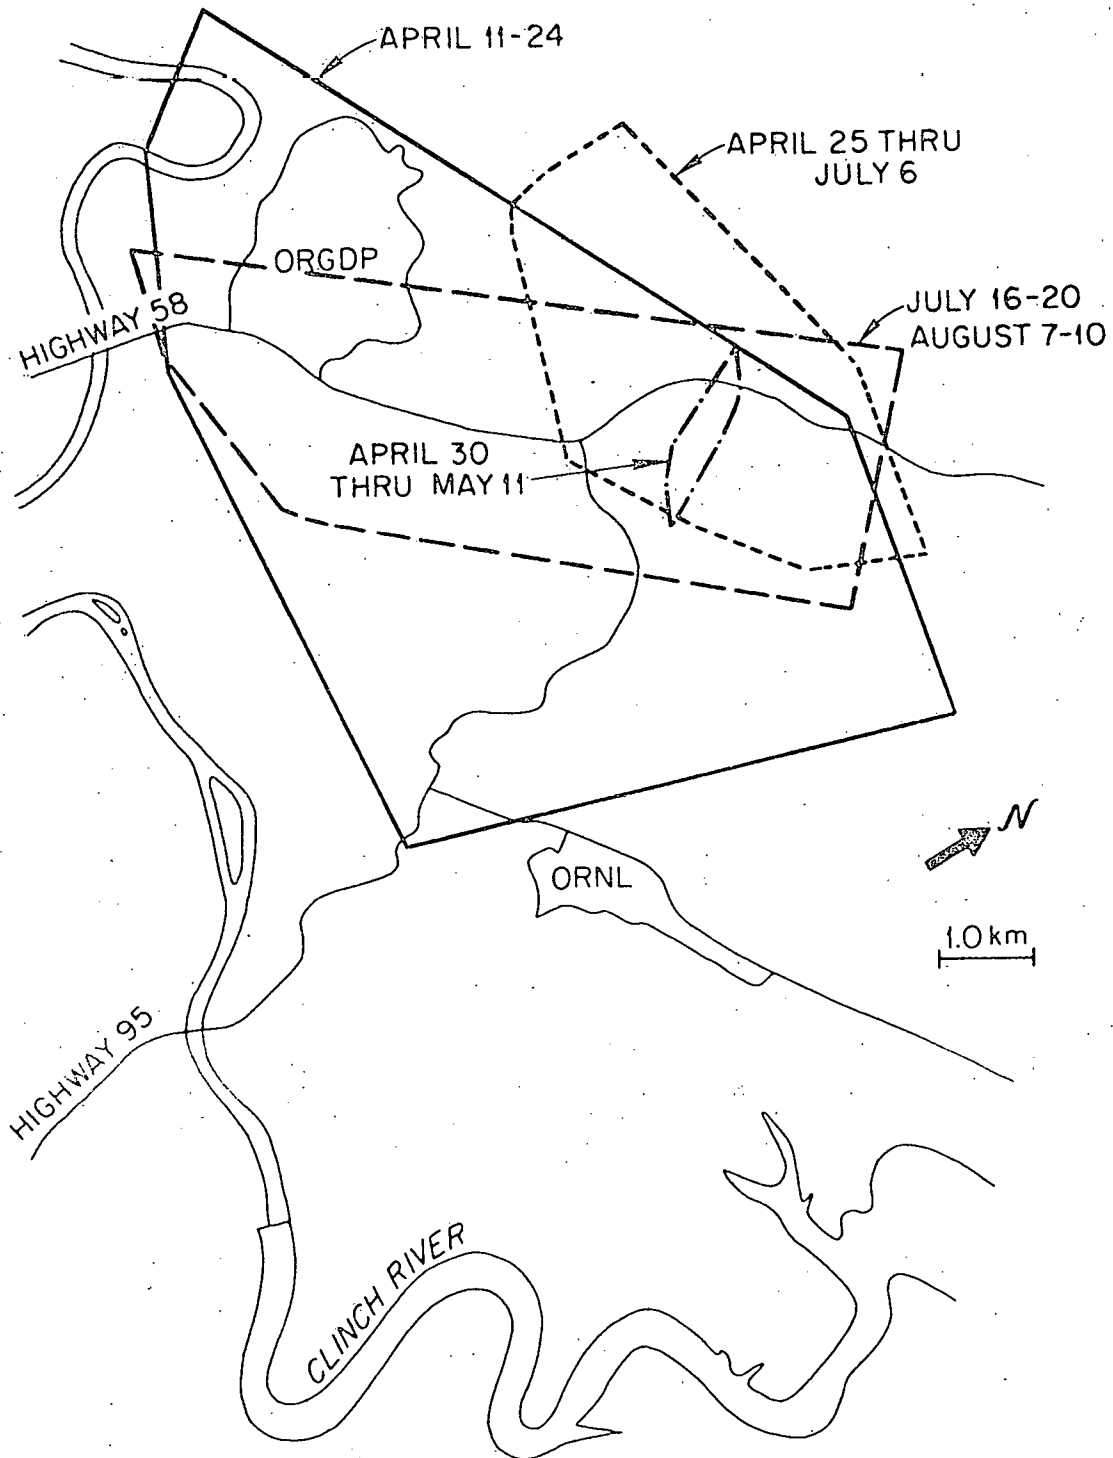 APRIL 11-24
APRIL 25 THRU
JULY 6
ORGDP
JULY 16-20
AUGUST 7-10
HIGHWAY 58
APRIL 30
THRU MAY 11
N
ORNL
1.0 km
HIGHWAY 95
CLINCH RIVER